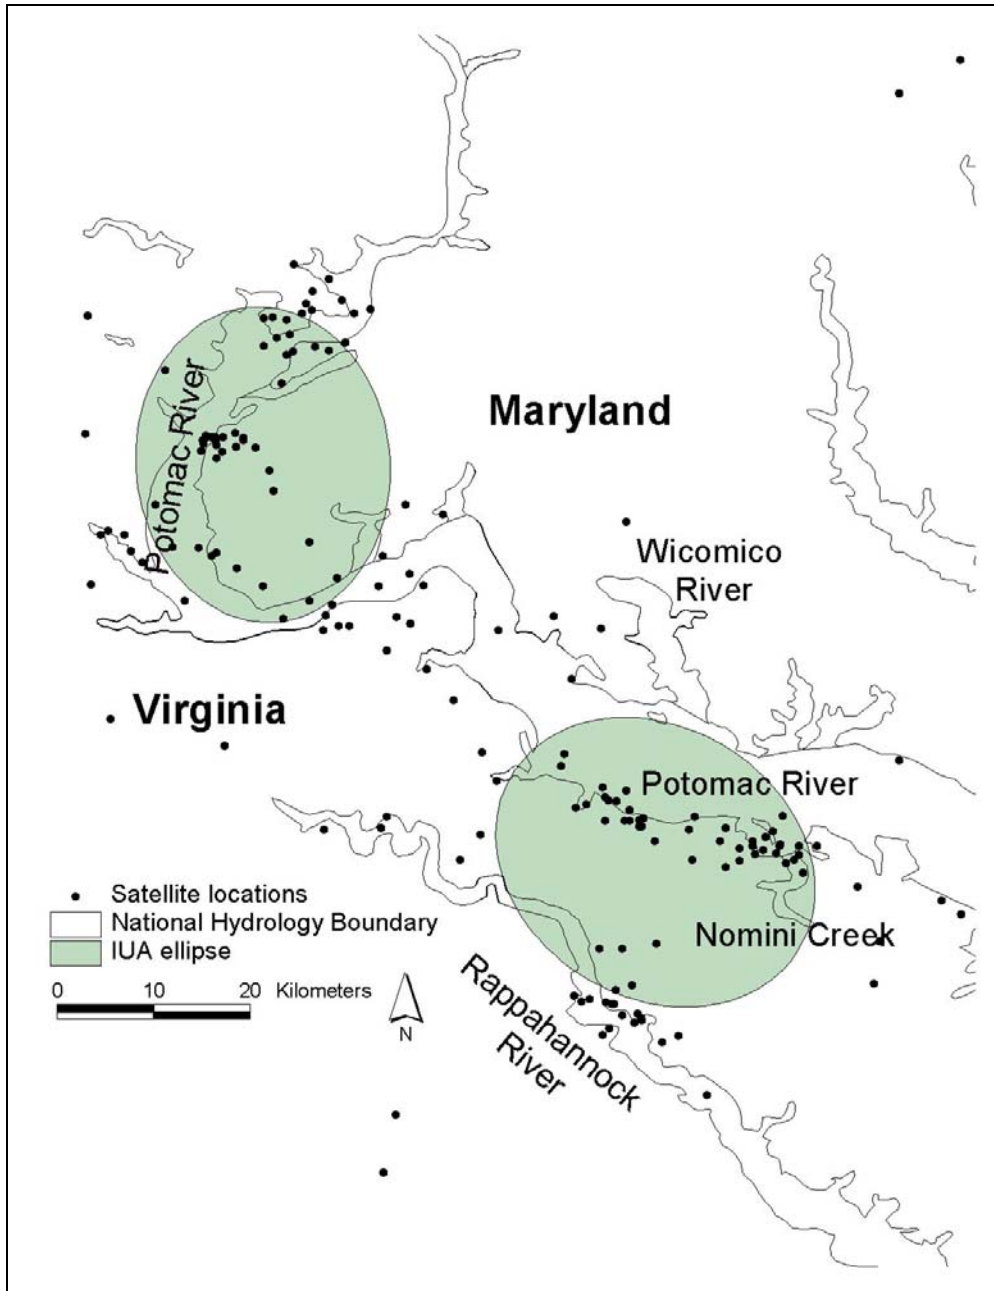 Potomac River
Maryland
Wicomico
River
Virginia
Potomac River
Satellite locations
National Hydrology Boundary
IUA ellipse
Nomini Creek
0 10 20 Kilometers
N
Rappahannock
River